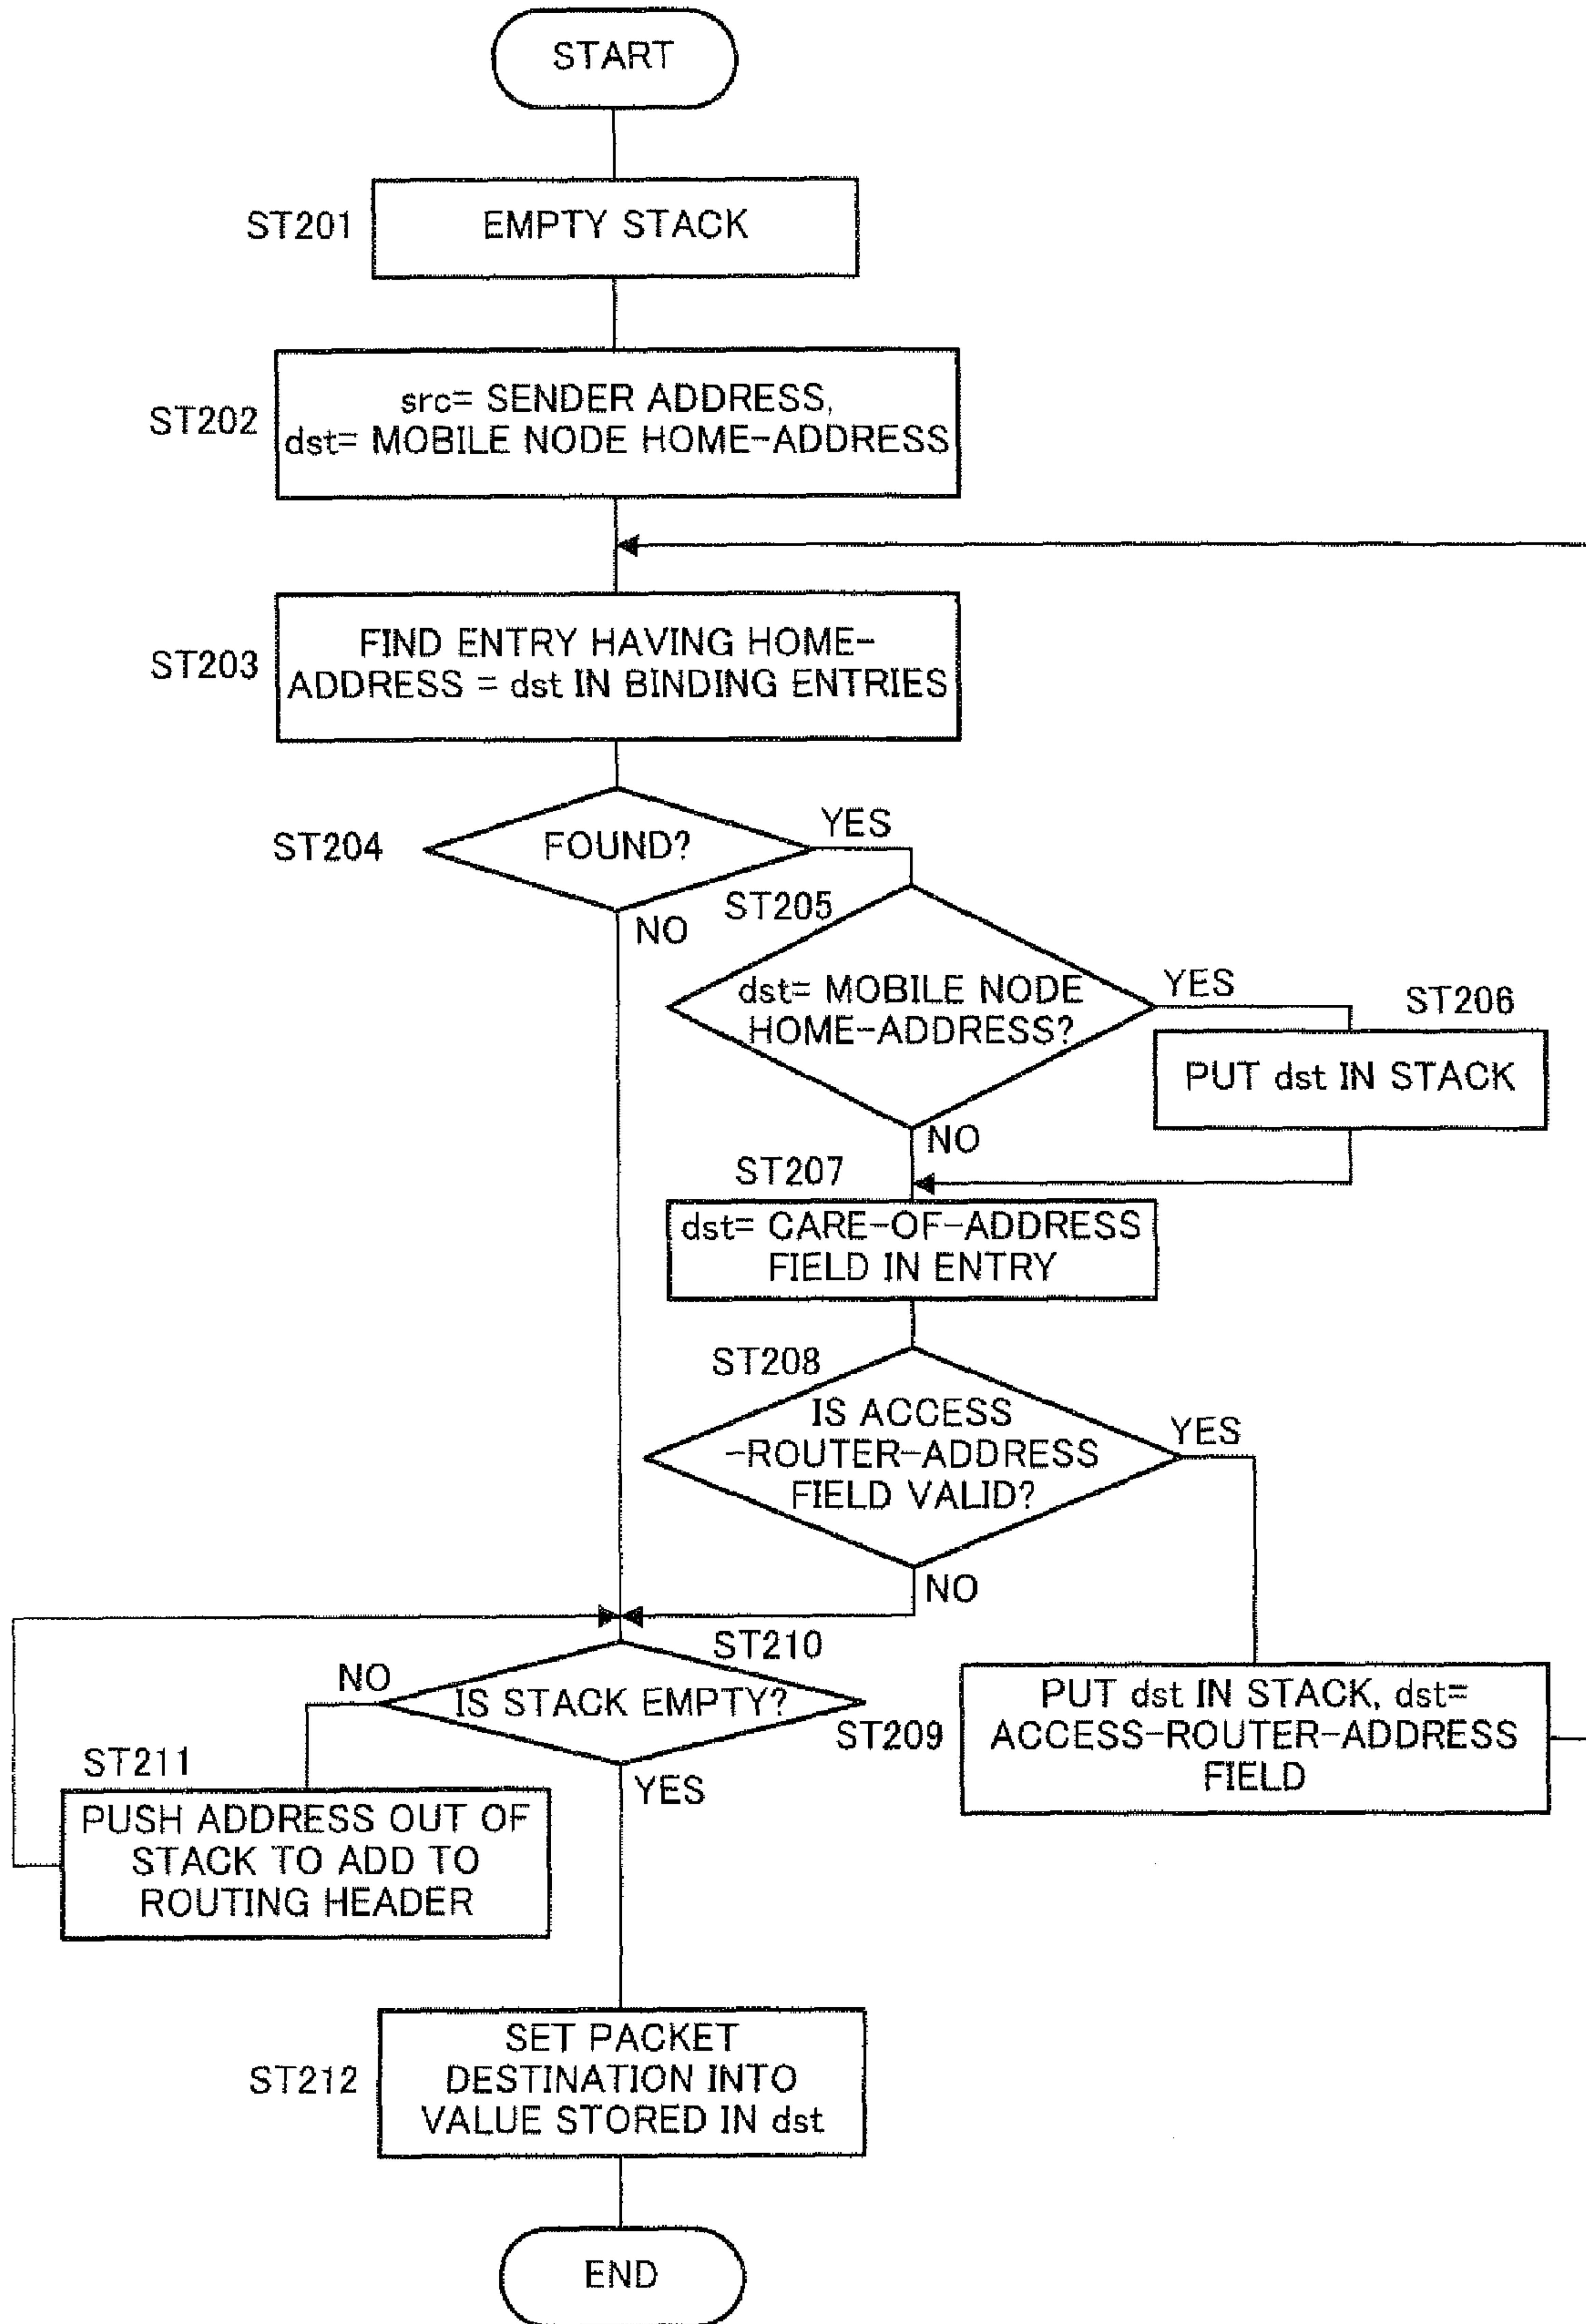 START
ST201
EMPTY STACK
ST202
src= SENDER ADDRESS,
dst= MOBILE NODE HOME-ADDRESS
ST203
FIND ENTRY HAVING HOME-
ADDRESS = dst IN BINDING ENTRIES
ST204
FOUND?
YES
NO
ST205
dst= MOBILE NODE
HOME-ADDRESS?
YES
NO
ST206
PUT dst IN STACK
ST207
dst= CARE-OF-ADDRESS
FIELD IN ENTRY
ST208
IS ACCESS
-ROUTER-ADDRESS
FIELD VALID?
YES
NO
ST210
NO
IS STACK EMPTY?
YES
ST209
PUT dst IN STACK, dst=
ACCESS-ROUTER-ADDRESS
FIELD
ST211
PUSH ADDRESS OUT OF
STACK TO ADD TO
ROUTING HEADER
ST212
SET PACKET
DESTINATION INTO
VALUE STORED IN dst
END